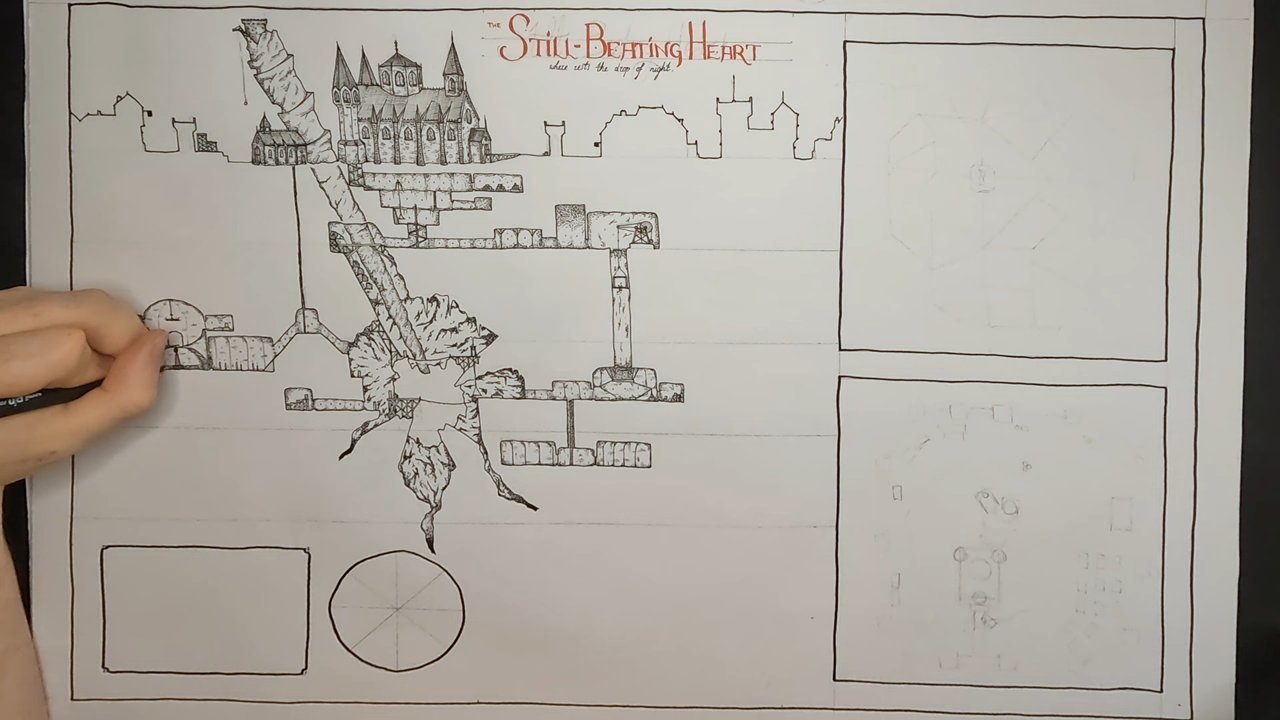 THE
STILL-BEATING HEART
where rests the drop of night.